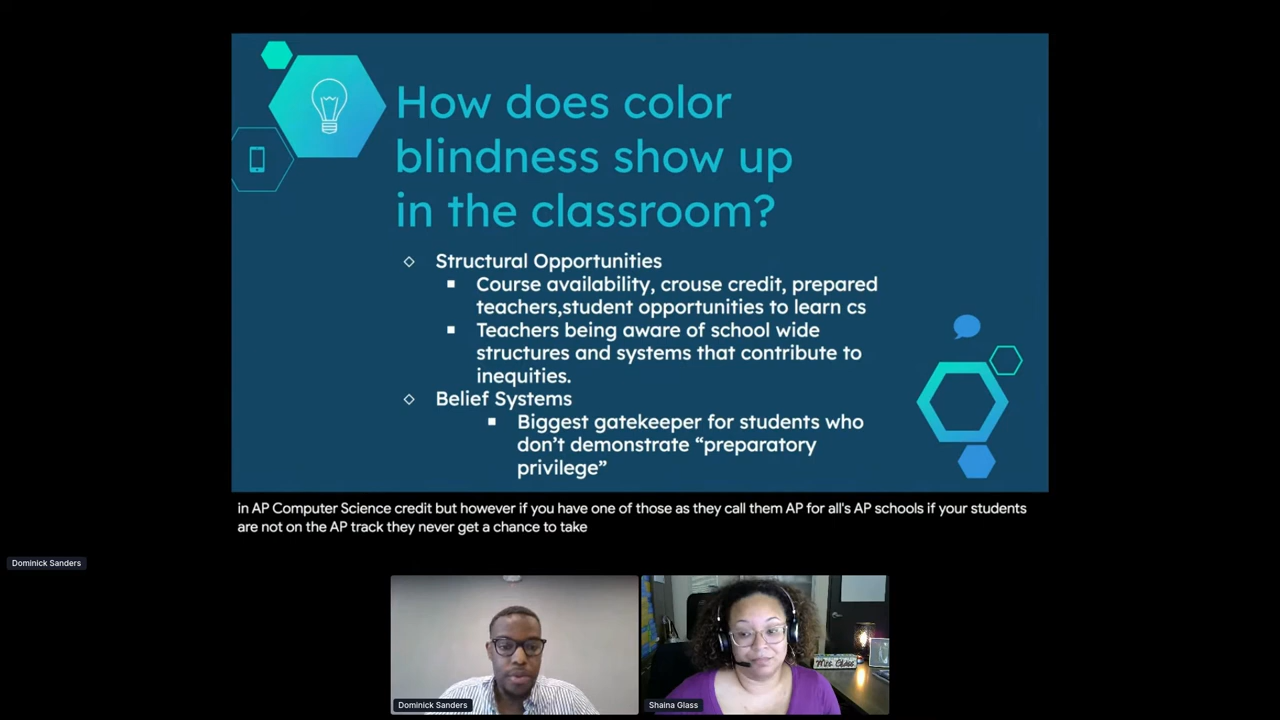 How does color
blindness show up
in the classroom?
Structural Opportunities
Course availability, crouse credit, prepared
teachers,student opportunities to learn cs
Teachers being aware of school wide
structures and systems that contribute to
inequities.
Belief Systems
Biggest gatekeeper for students who
don’t demonstrate “preparatory
privilege”
in AP Computer Science credit but however if you have one of those as they call them AP for all's AP schools if your students
are not on the AP track they never get a chance to take
Dominick Sanders
Mrs. Glass
Dominick Sanders
Shaina Glass